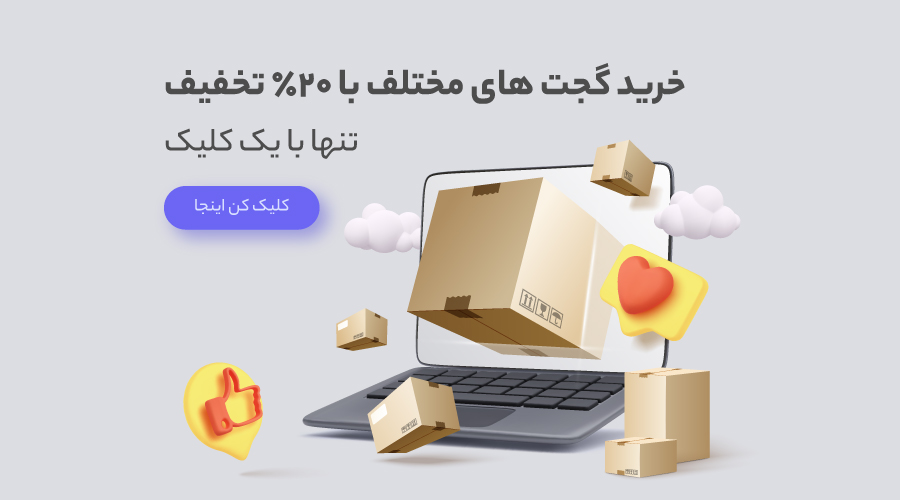 خرید گجت های مختلف با ۲۰% تخفیف
تنها با یک کلیک
کلیک کن اینجا